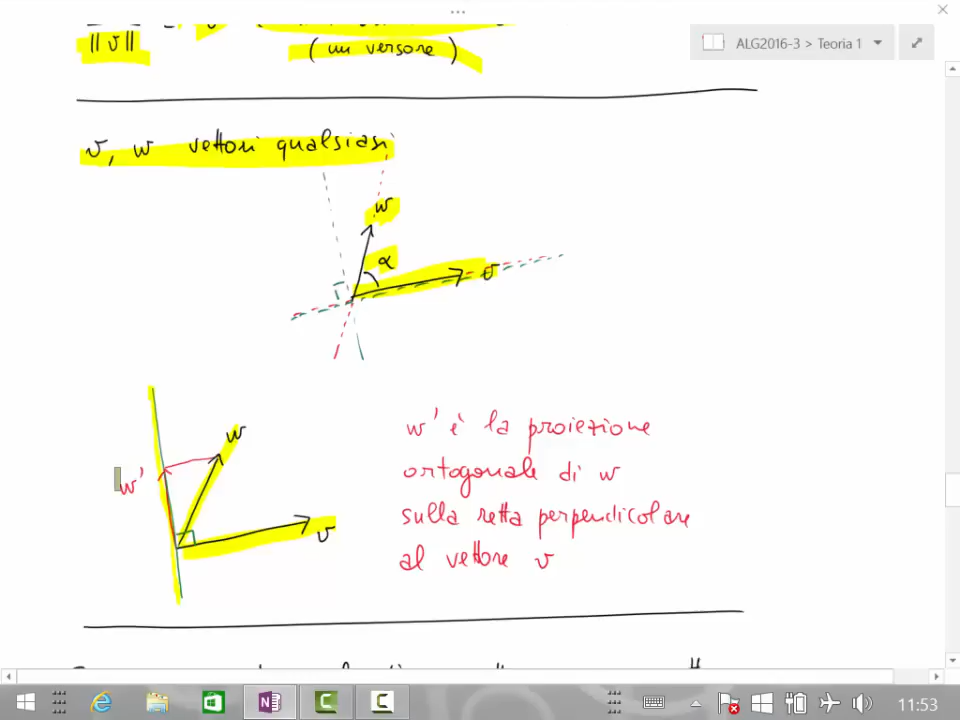 ALG2016-3 > Teoria 1
‖v‖
(un versore)
v, w vettori qualsiasi
w
α
v
w
w'
v
w' è la proiezione
ortogonale di w
sulla retta perpendicolare
al vettore v
11:53